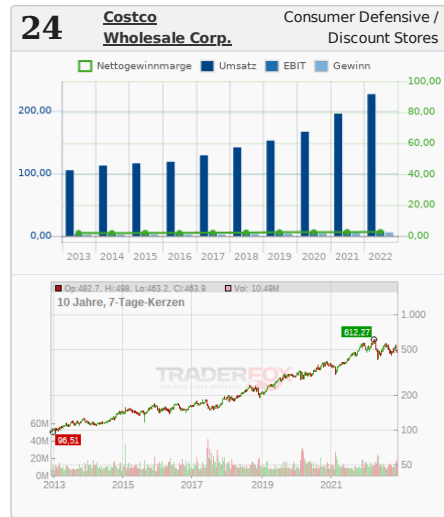 24 Costco Wholesale Corp. Consumer Defensive / Discount Stores
Nettogewinnmarge Umsatz EBIT Gewinn
200,00 100,00
80,00
60,00
100,00 40,00
20,00
0,00 0,00
2013 2014 2015 2016 2017 2018 2019 2020 2021 2022
Op:482.7, Hi:498, Lo:463.2, Cl:463.9 Vol: 10.49M
10 Jahre, 7-Tage-Kerzen
1.000
612,27
500
TRADERFOX
200
60M 100
96,51
40M
20M 50
0M
2013 2015 2017 2019 2021